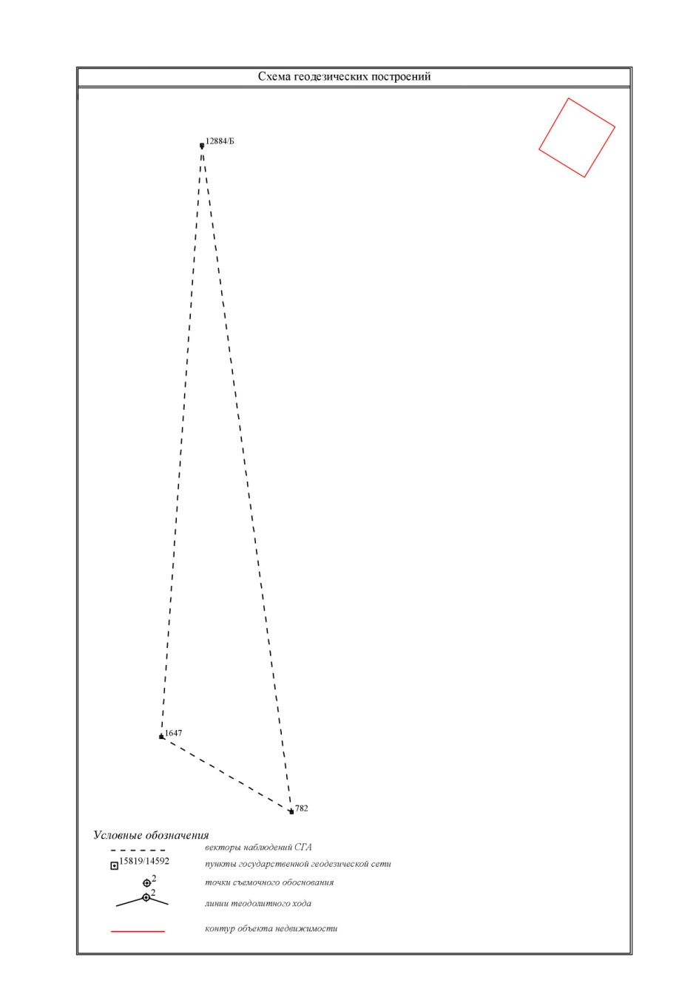 Схема геодезических построений
12884/Б
1647
782
Условные обозначения
векторы наблюдений СГА
15819/14592
пункты государственной геодезической сети
2
точки съемочного обоснования
2
линии теодолитного хода
контур объекта недвижимости